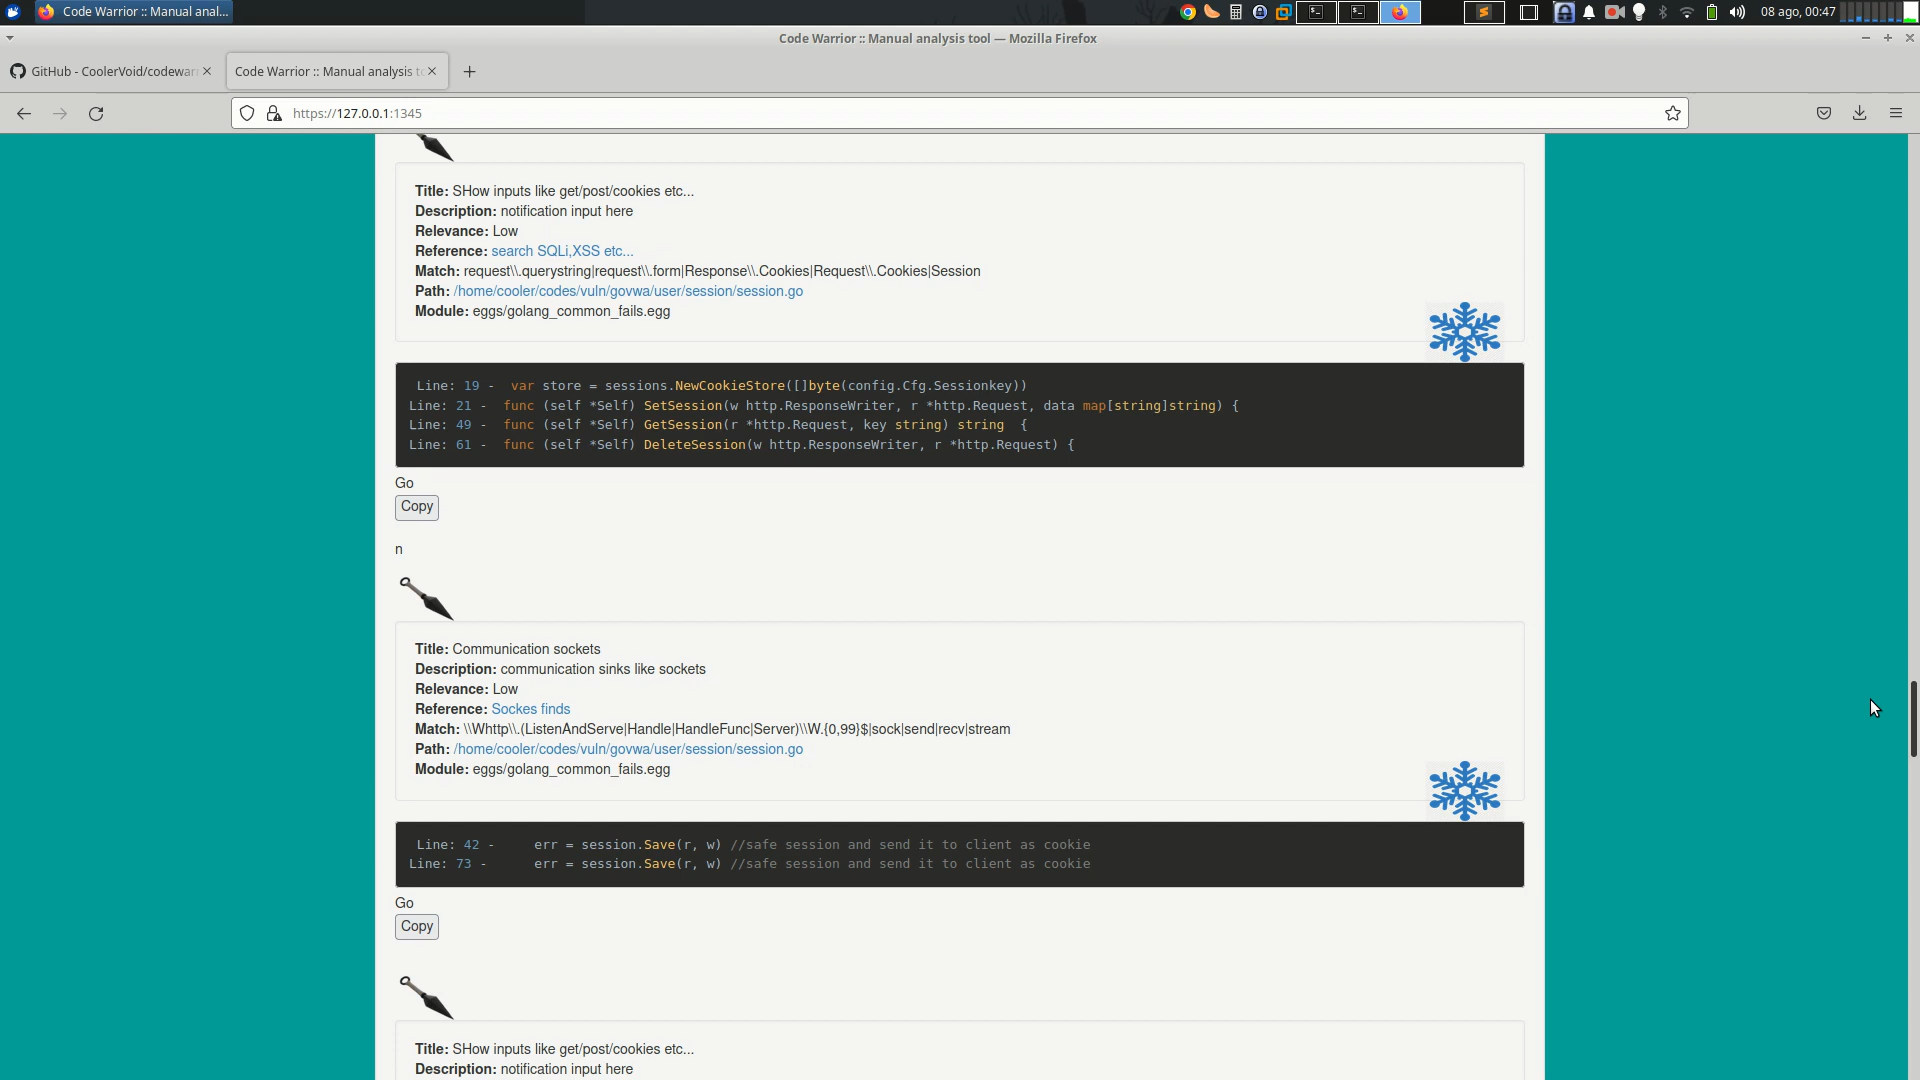 Code Warrior :: Manual anal...
08 ago, 00:47
Code Warrior :: Manual analysis tool — Mozilla Firefox
GitHub - CoolerVoid/codewarr
Code Warrior :: Manual analysis to
https://127.0.0.1:1345
Title: SHow inputs like get/post/cookies etc...
Description: notification input here
Relevance: Low
Reference: search SQLi,XSS etc...
Match: request\\.querystring|request\\.form|Response\\.Cookies|Request\\.Cookies|Session
Path: /home/cooler/codes/vuln/govwa/user/session/session.go
Module: eggs/golang_common_fails.egg
Line: 19 -  var store = sessions.NewCookieStore([]byte(config.Cfg.Sessionkey))
Line: 21 -  func (self *Self) SetSession(w http.ResponseWriter, r *http.Request, data map[string]string) {
Line: 49 -  func (self *Self) GetSession(r *http.Request, key string) string  {
Line: 61 -  func (self *Self) DeleteSession(w http.ResponseWriter, r *http.Request) {
Go
Copy
n
Title: Communication sockets
Description: communication sinks like sockets
Relevance: Low
Reference: Sockes finds
Match: \\Whttp\\.(ListenAndServe|Handle|HandleFunc|Server)\\W.{0,99}$|sock|send|recv|stream
Path: /home/cooler/codes/vuln/govwa/user/session/session.go
Module: eggs/golang_common_fails.egg
Line: 42 -     err = session.Save(r, w) //safe session and send it to client as cookie
Line: 73 -     err = session.Save(r, w) //safe session and send it to client as cookie
Go
Copy
Title: SHow inputs like get/post/cookies etc...
Description: notification input here